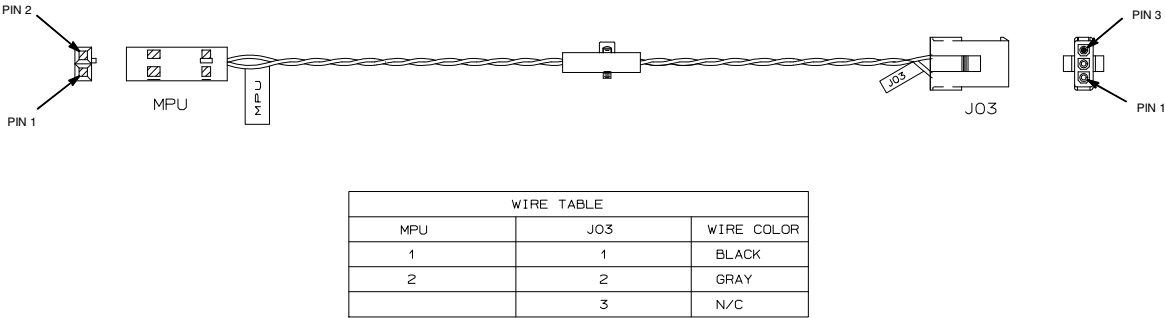 PIN 2
PIN 3
MPU
J03
PIN 1
MPU
J03
PIN 1
WIRE TABLE
MPU J03 WIRE COLOR
1 1 BLACK
2 2 GRAY
3 N/C